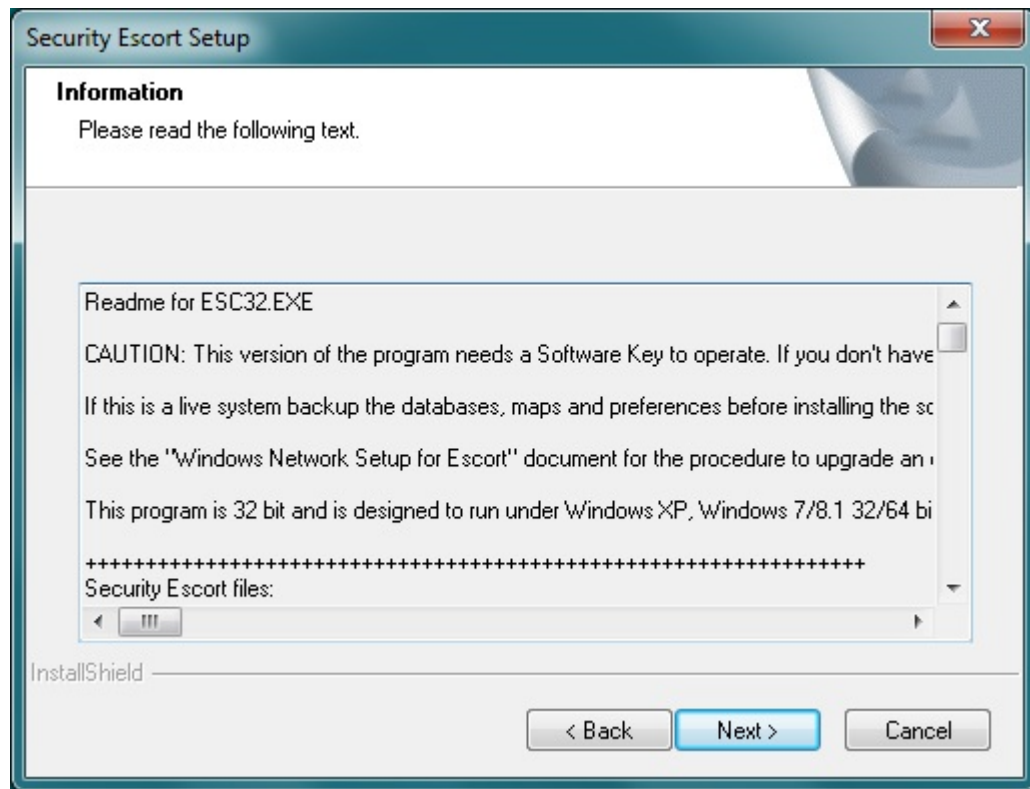 Security Escort Setup
Information
Please read the following text.
Readme for ESC32.EXE
CAUTION: This version of the program needs a Software Key to operate. If you don't have
If this is a live system backup the databases, maps and preferences before installing the
See the "Windows Network Setup for Escort" document for the procedure to upgrade an
This program is 32 bit and is designed to run under Windows XP, Windows 7/8.1 32/64
+++++++++++++++++++++++++++++++++++++++++++++++++++++++++++++++++
Security Escort files:
InstallShield
< Back Next > Cancel